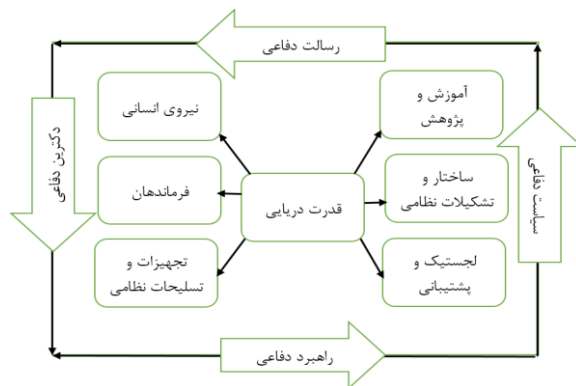 رسالت دفاعی
آموزش و
پژوهش
نیروی انسانی
دکترین دفاعی
سیاست دفاعی
ساختار و
تشکیلات نظامی
فرماندهان
قدرت دریایی
لجستیک و
پشتیبانی
تجهیزات و
تسلیحات نظامی
راهبرد دفاعی